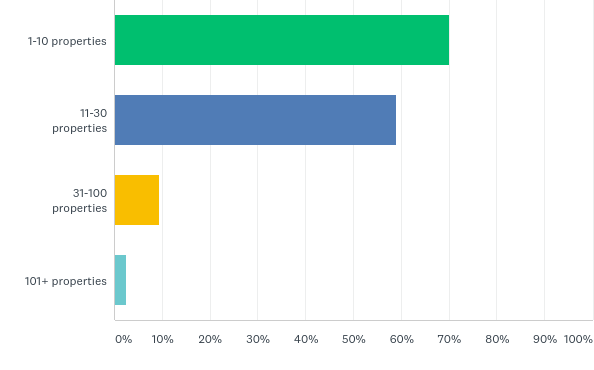 1-10 properties
11-30
properties
31-100
properties
101+ properties
0% 10% 20% 30% 40% 50% 60% 70% 80% 90% 100%